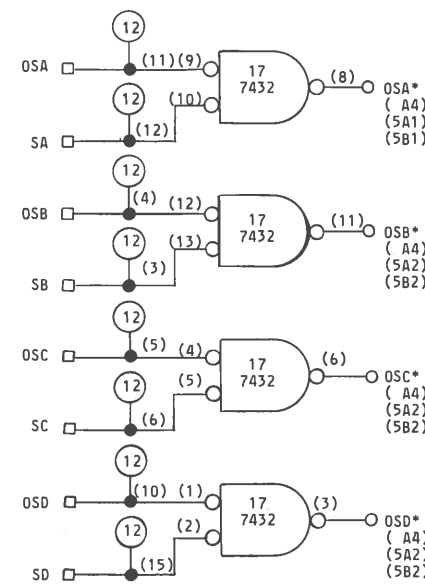 12
OSA (11) (9) 17 (8) OSA*
7432 ( A4)
12 (10) (5A1)
SA (12) (5B1)
12
OSB (4) (12) 17 (11) OSB*
7432 ( A4)
12 (13) (5A2)
SB (3) (5B2)
12
OSC (5) (4) 17 (6) OSC*
7432 ( A4)
12 (5) (5A2)
SC (6) (5B2)
12
OSD (10) (1) 17 (3) OSD*
7432 ( A4)
12 (2) (5A2)
SD (15) (5B2)